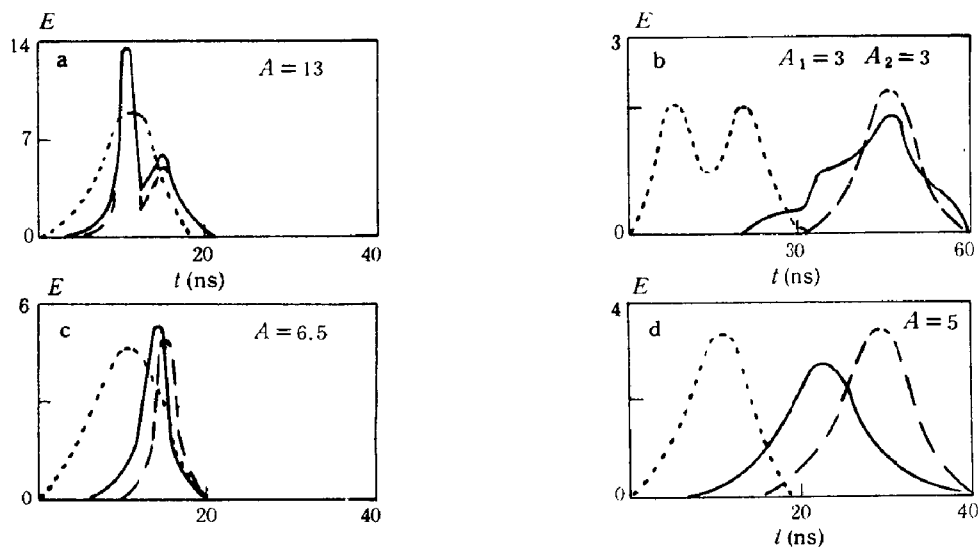 E
14
a
A = 13
7
0
20
40
t (ns)
E
3
b
A₁ = 3 A₂ = 3
0
30
60
t (ns)
E
6
c
A = 6.5
0
20
40
E
4
d
A = 5
0
20
40
t (ns)